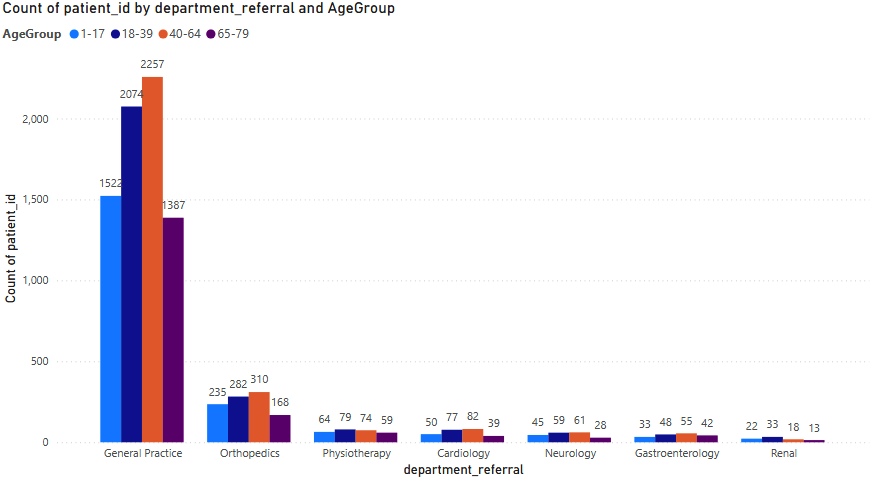 Count of patient_id by department_referral and AgeGroup
AgeGroup 1-17 18-39 40-64 65-79
2257
2074
2,000
1522
1,500
1387
Count of patient_id
1,000
500
310
282
235
168
64 79 74 59
50 77 82 39
45 59 61 28
33 48 55 42
22 33 18 13
0
General Practice Orthopedics Physiotherapy Cardiology Neurology Gastroenterology Renal
department_referral